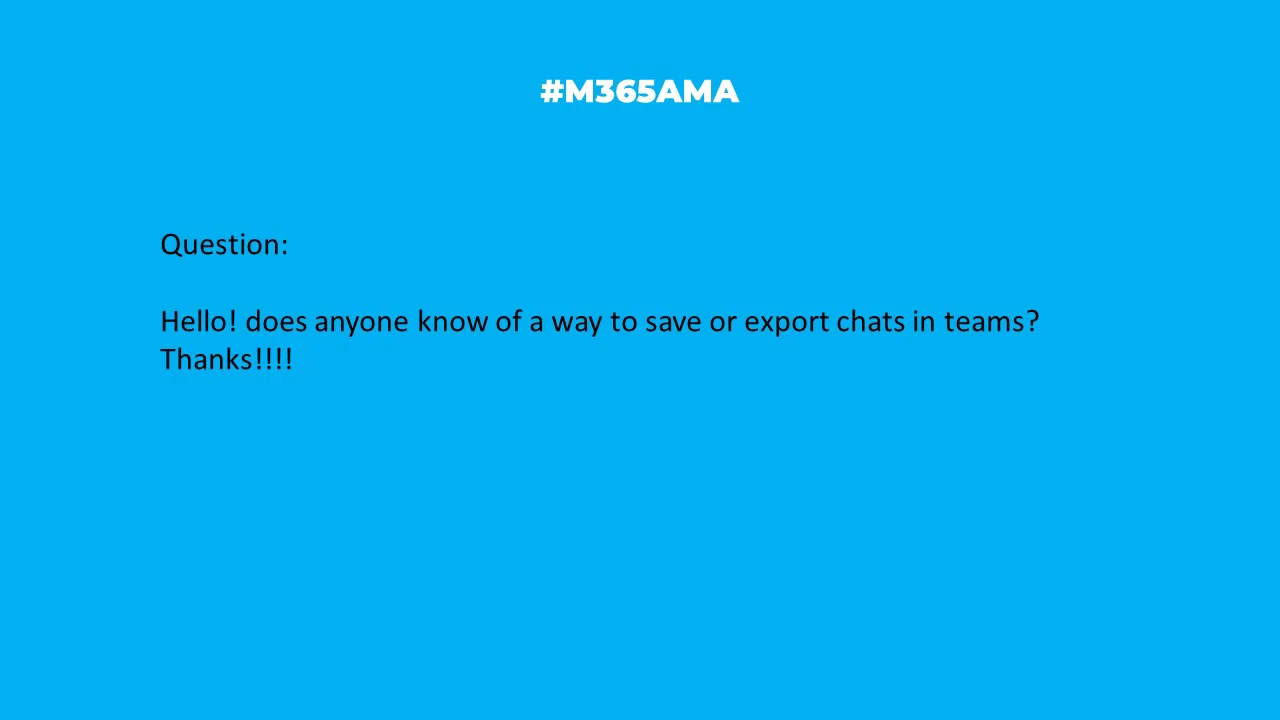 #M365AMA
Question:
Hello! does anyone know of a way to save or export chats in teams?
Thanks!!!!